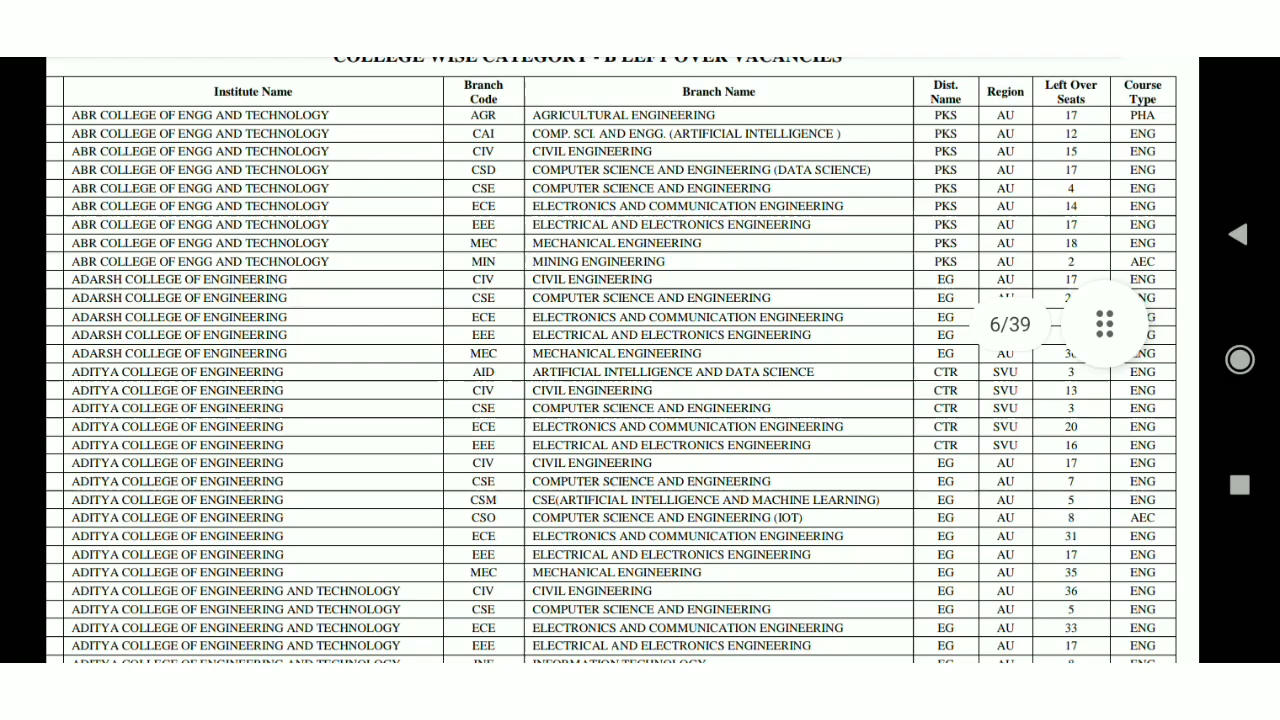 COLLEGE WISE CATEGORY - B LEFT OVER VACANCIES
Institute Name Branch Code Branch Name Dist. Name Region Left Over Seats Course Type
ABR COLLEGE OF ENGG AND TECHNOLOGY AGR AGRICULTURAL ENGINEERING PKS AU 17 PHA
ABR COLLEGE OF ENGG AND TECHNOLOGY CAI COMP. SCI. AND ENGG. (ARTIFICIAL INTELLIGENCE ) PKS AU 12 ENG
ABR COLLEGE OF ENGG AND TECHNOLOGY CIV CIVIL ENGINEERING PKS AU 15 ENG
ABR COLLEGE OF ENGG AND TECHNOLOGY CSD COMPUTER SCIENCE AND ENGINEERING (DATA SCIENCE) PKS AU 17 ENG
ABR COLLEGE OF ENGG AND TECHNOLOGY CSE COMPUTER SCIENCE AND ENGINEERING PKS AU 4 ENG
ABR COLLEGE OF ENGG AND TECHNOLOGY ECE ELECTRONICS AND COMMUNICATION ENGINEERING PKS AU 14 ENG
ABR COLLEGE OF ENGG AND TECHNOLOGY EEE ELECTRICAL AND ELECTRONICS ENGINEERING PKS AU 17 ENG
ABR COLLEGE OF ENGG AND TECHNOLOGY MEC MECHANICAL ENGINEERING PKS AU 18 ENG
ABR COLLEGE OF ENGG AND TECHNOLOGY MIN MINING ENGINEERING PKS AU 2 AEC
ADARSH COLLEGE OF ENGINEERING CIV CIVIL ENGINEERING EG AU 17 ENG
ADARSH COLLEGE OF ENGINEERING CSE COMPUTER SCIENCE AND ENGINEERING EG
ADARSH COLLEGE OF ENGINEERING ECE ELECTRONICS AND COMMUNICATION ENGINEERING EG
6/39
ADARSH COLLEGE OF ENGINEERING EEE ELECTRICAL AND ELECTRONICS ENGINEERING EG
ADARSH COLLEGE OF ENGINEERING MEC MECHANICAL ENGINEERING EG AU
ADITYA COLLEGE OF ENGINEERING AID ARTIFICIAL INTELLIGENCE AND DATA SCIENCE CTR SVU 3 ENG
ADITYA COLLEGE OF ENGINEERING CIV CIVIL ENGINEERING CTR SVU 13 ENG
ADITYA COLLEGE OF ENGINEERING CSE COMPUTER SCIENCE AND ENGINEERING CTR SVU 3 ENG
ADITYA COLLEGE OF ENGINEERING ECE ELECTRONICS AND COMMUNICATION ENGINEERING CTR SVU 20 ENG
ADITYA COLLEGE OF ENGINEERING EEE ELECTRICAL AND ELECTRONICS ENGINEERING CTR SVU 16 ENG
ADITYA COLLEGE OF ENGINEERING CIV CIVIL ENGINEERING EG AU 17 ENG
ADITYA COLLEGE OF ENGINEERING CSE COMPUTER SCIENCE AND ENGINEERING EG AU 7 ENG
ADITYA COLLEGE OF ENGINEERING CSM CSE(ARTIFICIAL INTELLIGENCE AND MACHINE LEARNING) EG AU 5 ENG
ADITYA COLLEGE OF ENGINEERING CSO COMPUTER SCIENCE AND ENGINEERING (IOT) EG AU 8 AEC
ADITYA COLLEGE OF ENGINEERING ECE ELECTRONICS AND COMMUNICATION ENGINEERING EG AU 31 ENG
ADITYA COLLEGE OF ENGINEERING EEE ELECTRICAL AND ELECTRONICS ENGINEERING EG AU 17 ENG
ADITYA COLLEGE OF ENGINEERING MEC MECHANICAL ENGINEERING EG AU 35 ENG
ADITYA COLLEGE OF ENGINEERING AND TECHNOLOGY CIV CIVIL ENGINEERING EG AU 36 ENG
ADITYA COLLEGE OF ENGINEERING AND TECHNOLOGY CSE COMPUTER SCIENCE AND ENGINEERING EG AU 5 ENG
ADITYA COLLEGE OF ENGINEERING AND TECHNOLOGY ECE ELECTRONICS AND COMMUNICATION ENGINEERING EG AU 33 ENG
ADITYA COLLEGE OF ENGINEERING AND TECHNOLOGY EEE ELECTRICAL AND ELECTRONICS ENGINEERING EG AU 17 ENG